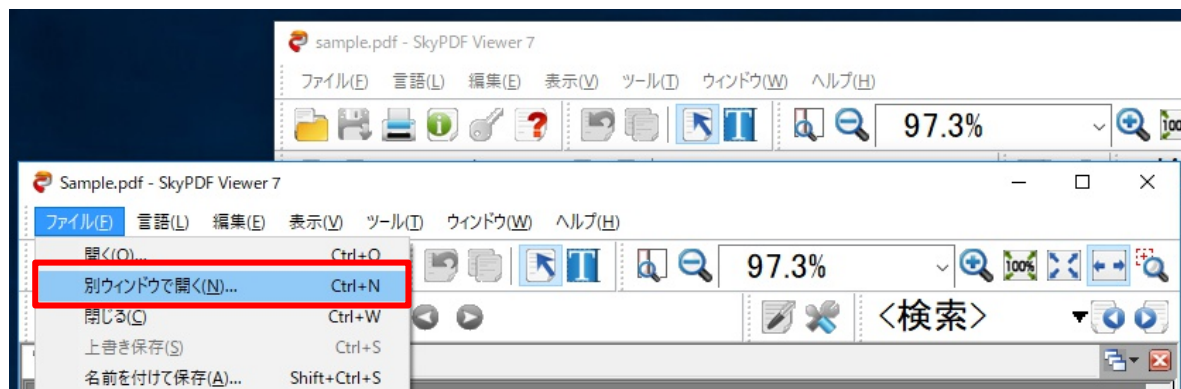 sample.pdf - SkyPDF Viewer 7
ファイル(F) 言語(L) 編集(E) 表示(V) ツール(T) ウィンドウ(W) ヘルプ(H)
97.3%
100
Sample.pdf - SkyPDF Viewer 7
ファイル(F) 言語(L) 編集(E) 表示(V) ツール(T) ウィンドウ(W) ヘルプ(H)
開く(O)... Ctrl+O
97.3%
100%
別ウィンドウで開く(N)... Ctrl+N
閉じる(C) Ctrl+W
<検索>
上書き保存(S) Ctrl+S
名前を付けて保存(A)... Shift+Ctrl+S